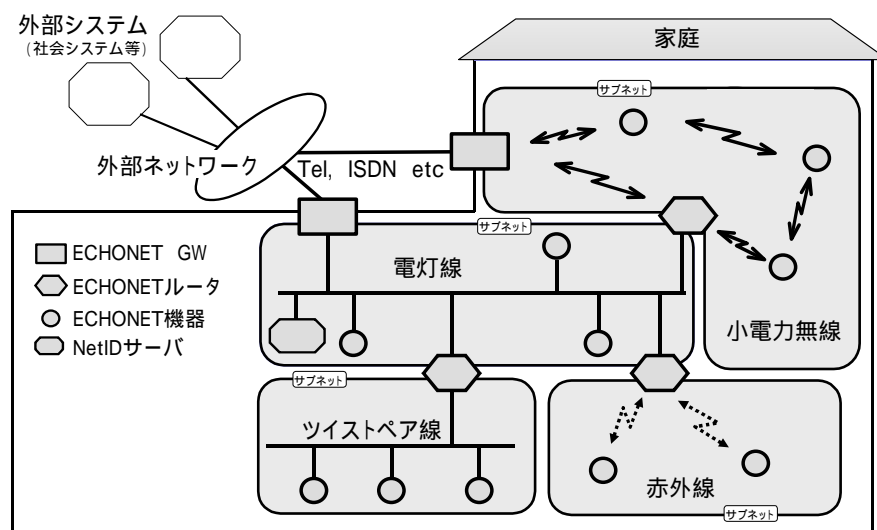 外部システム
（社会システム等）
家庭
サブネット
外部ネットワーク
Tel, ISDN etc
サブネット
ECHONET GW
電灯線
ECHONETルータ
ECHONET機器
小電力無線
NetIDサーバ
サブネット
ツイストペア線
赤外線
サブネット